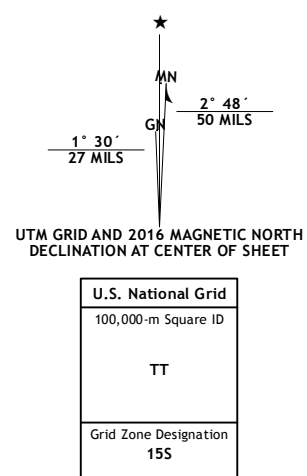 ★
MN
GN
2° 48´
50 MILS
1° 30´
27 MILS
UTM GRID AND 2016 MAGNETIC NORTH
DECLINATION AT CENTER OF SHEET
U.S. National Grid
100,000-m Square ID
TT
Grid Zone Designation
15S